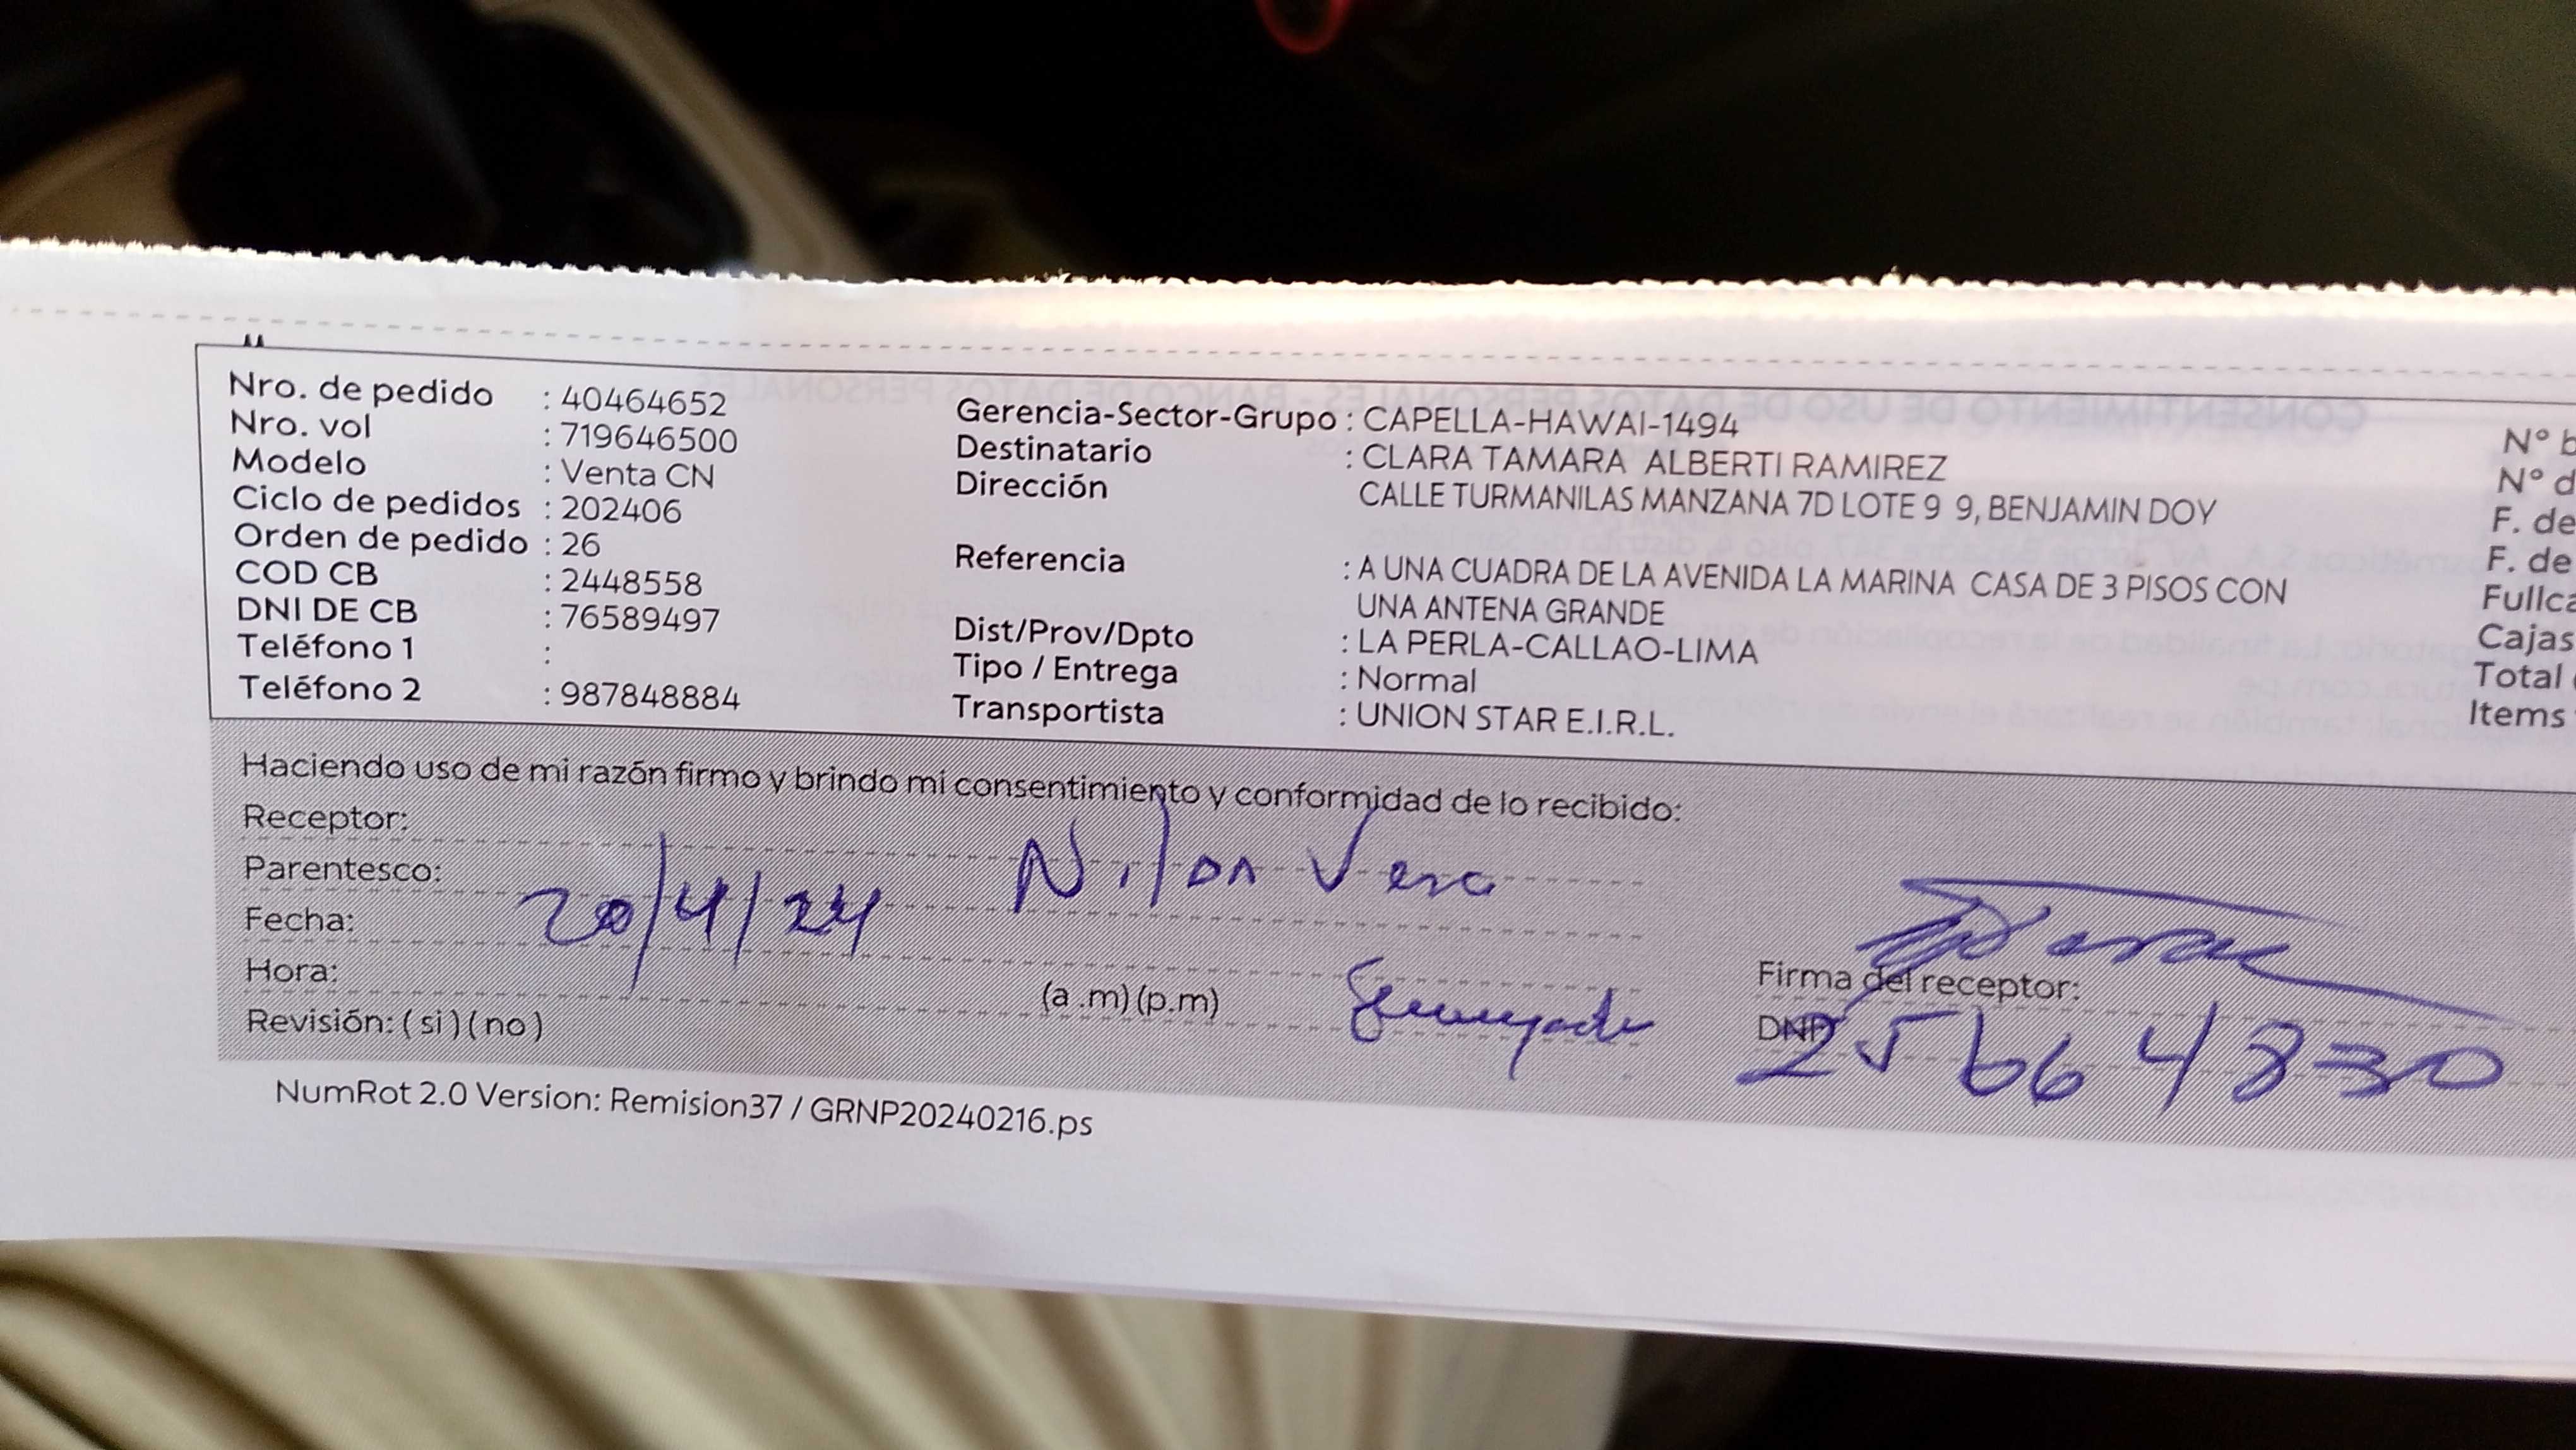 Nro. de pedido : 40464652
Nro. vol : 719646500
Modelo : Venta CN
Ciclo de pedidos : 202406
Orden de pedido : 26
COD CB : 2448558
DNI DE CB : 76589497
Teléfono 1 :
Teléfono 2 : 987848884
Gerencia-Sector-Grupo : CAPELLA-HAWAI-1494
Destinatario : CLARA TAMARA ALBERTI RAMIREZ
Dirección CALLE TURMANILAS MANZANA 7D LOTE 9 9, BENJAMIN DOY
Referencia : A UNA CUADRA DE LA AVENIDA LA MARINA CASA DE 3 PISOS CON
UNA ANTENA GRANDE
Dist/Prov/Dpto : LA PERLA-CALLAO-LIMA
Tipo / Entrega : Normal
Transportista : UNION STAR E.I.R.L.
N° b
N° d
F. de
F. de
Fullca
Cajas
Total
Items
Haciendo uso de mi razón firmo y brindo mi consentimiento y conformidad de lo recibido:
Receptor:
Parentesco: Nilon Vera
Fecha: 20/4/24
Hora: (a .m) (p.m)
Revisión: ( si ) ( no )
Firma del receptor:
DNI 25664830
NumRot 2.0 Version: Remision37 / GRNP20240216.ps